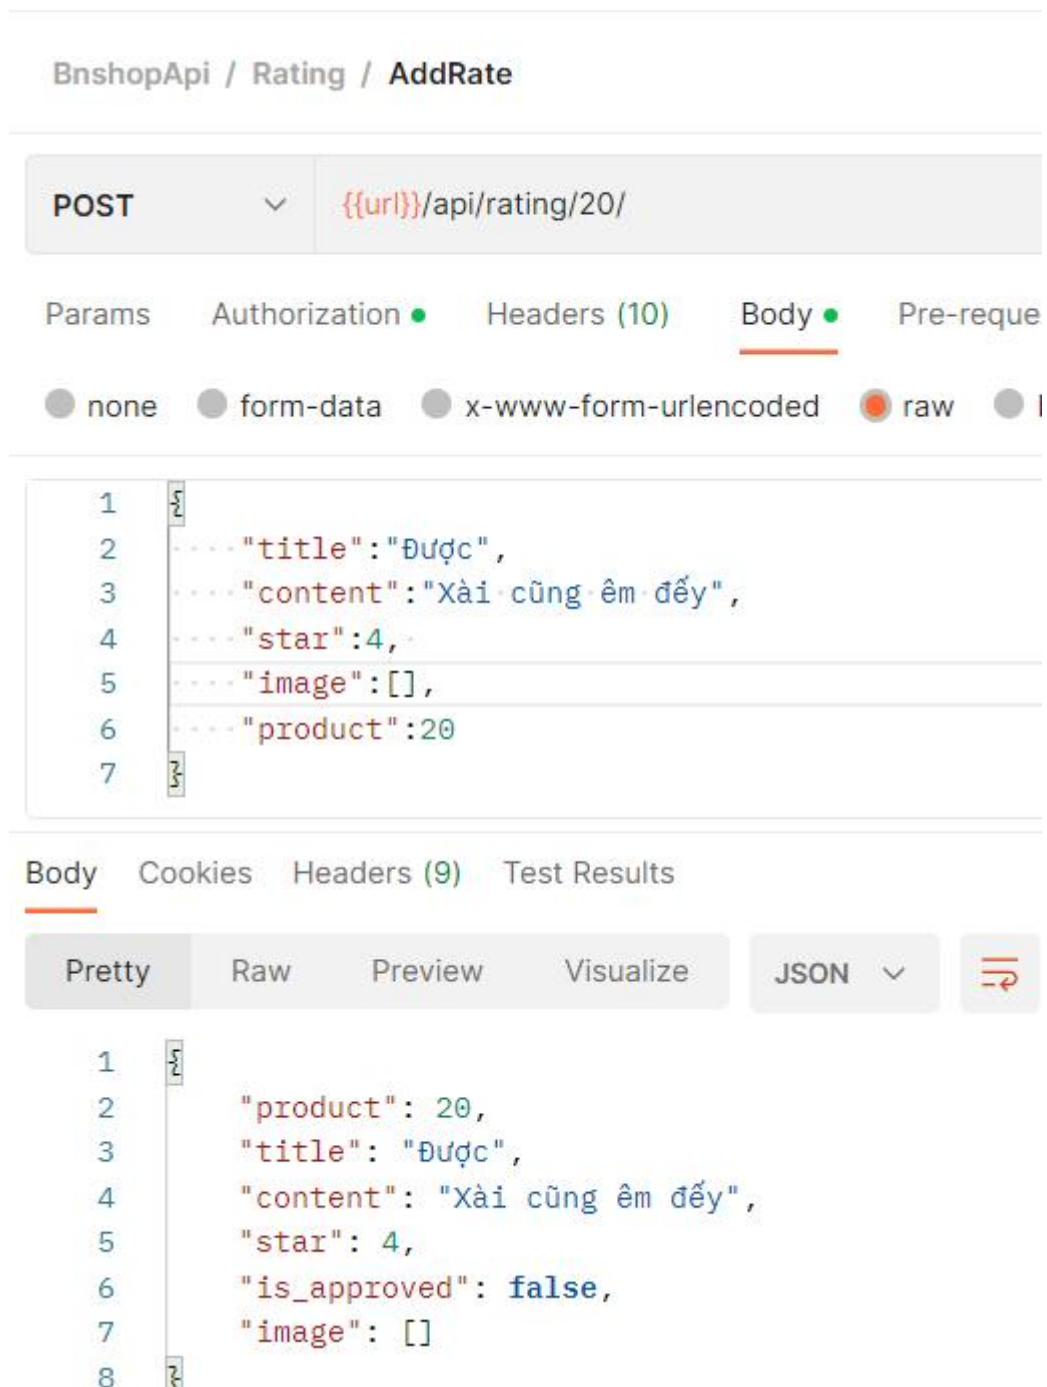 BnshopApi / Rating / AddRate
POST {{url}}/api/rating/20/
Params Authorization Headers (10) Body Pre-reque
none form-data x-www-form-urlencoded raw
1 {
2 "title":"Được",
3 "content":"Xài cũng êm đếy",
4 "star":4,
5 "image":[],
6 "product":20
7 }
Body Cookies Headers (9) Test Results
Pretty Raw Preview Visualize JSON
1 {
2 "product": 20,
3 "title": "Được",
4 "content": "Xài cũng êm đếy",
5 "star": 4,
6 "is_approved": false,
7 "image": []
8 }